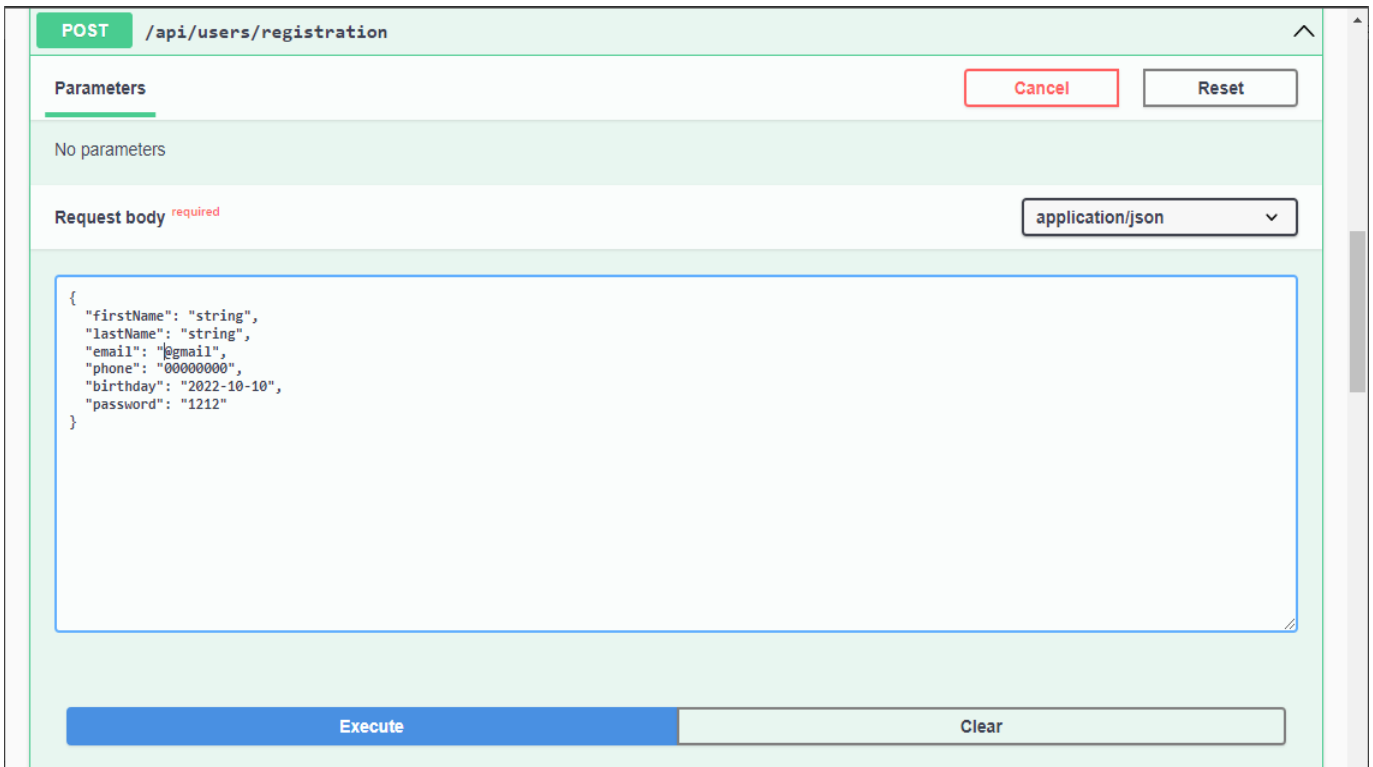 POST /api/users/registration
Parameters
Cancel
Reset
No parameters
Request body required
application/json
{
  "firstName": "string",
  "lastName": "string",
  "email": "@gmail",
  "phone": "00000000",
  "birthday": "2022-10-10",
  "password": "1212"
}
Execute
Clear